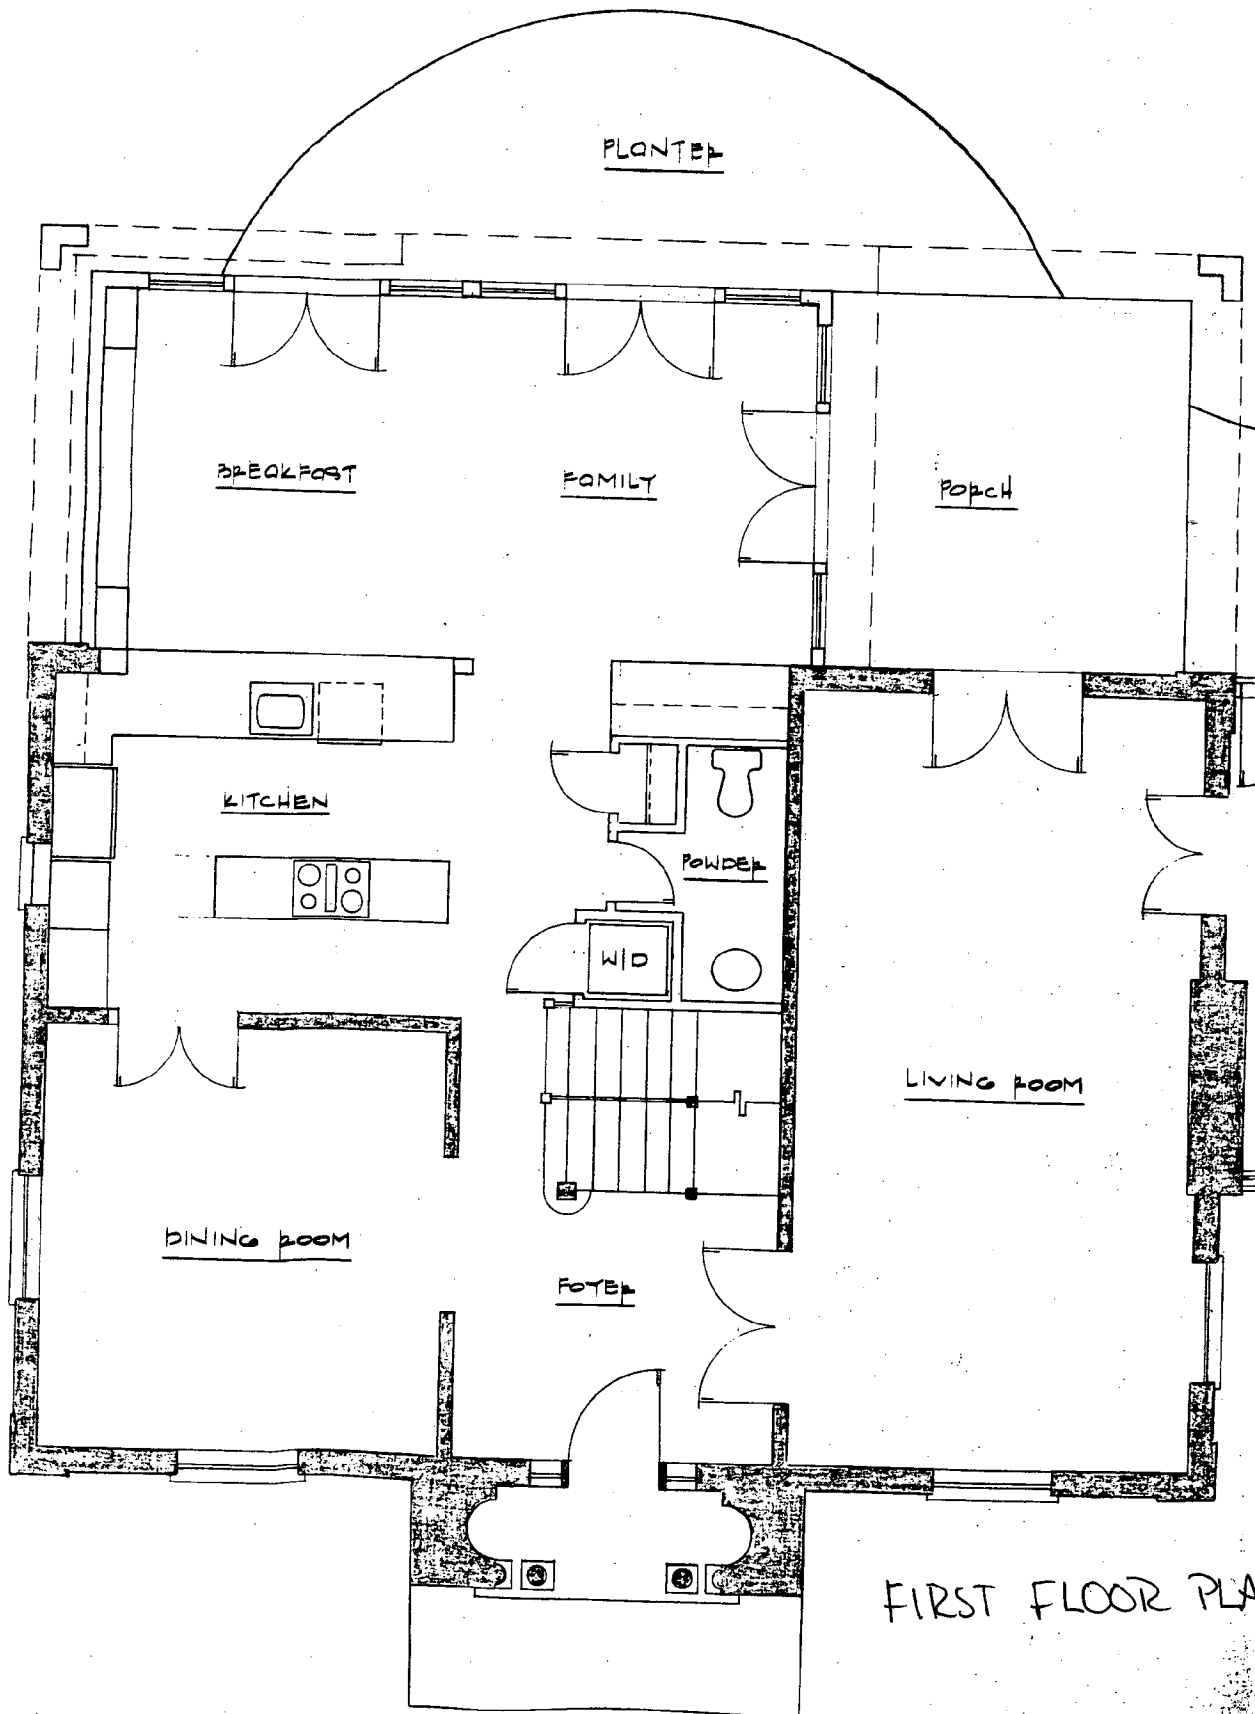 PLANTER
BREAKFAST
FAMILY
PORCH
KITCHEN
POWDER
W/D
LIVING ROOM
DINING ROOM
FOYER
FIRST FLOOR PLA